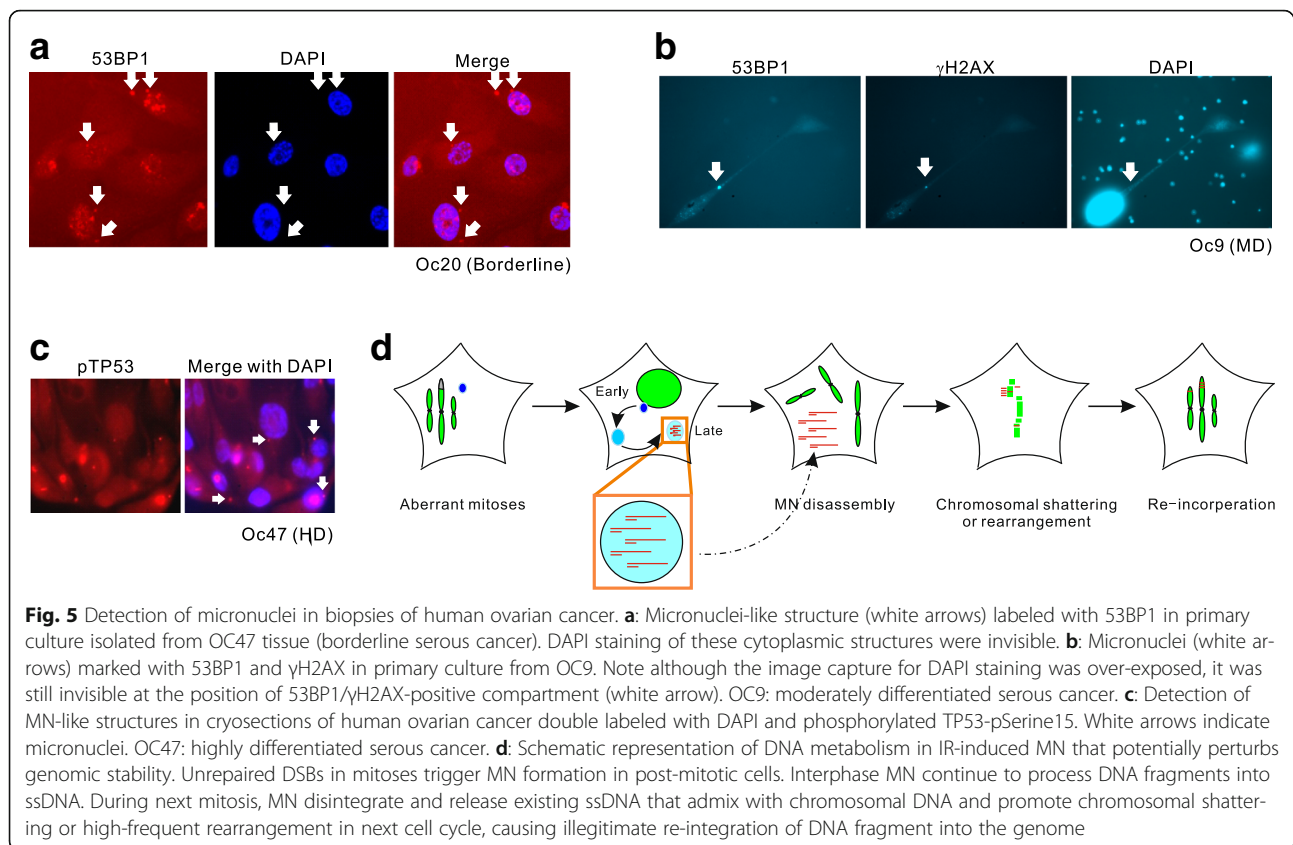 a
53BP1 DAPI Merge
Oc20 (Borderline)
b
53BP1 γH2AX DAPI
Oc9 (MD)
c
pTP53 Merge with DAPI
Oc47 (HD)
d
Early
Late
Aberrant mitoses
MN disassembly
Chromosomal shattering
or rearrangement
Re-incorperation
Fig. 5 Detection of micronuclei in biopsies of human ovarian cancer. a: Micronuclei-like structure (white arrows) labeled with 53BP1 in primary
culture isolated from OC47 tissue (borderline serous cancer). DAPI staining of these cytoplasmic structures were invisible. b: Micronuclei (white ar-
rows) marked with 53BP1 and γH2AX in primary culture from OC9. Note although the image capture for DAPI staining was over-exposed, it was
still invisible at the position of 53BP1/γH2AX-positive compartment (white arrow). OC9: moderately differentiated serous cancer. c: Detection of
MN-like structures in cryosections of human ovarian cancer double labeled with DAPI and phosphorylated TP53-pSerine15. White arrows indicate
micronuclei. OC47: highly differentiated serous cancer. d: Schematic representation of DNA metabolism in IR-induced MN that potentially perturbs
genomic stability. Unrepaired DSBs in mitoses trigger MN formation in post-mitotic cells. Interphase MN continue to process DNA fragments into
ssDNA. During next mitosis, MN disintegrate and release existing ssDNA that admix with chromosomal DNA and promote chromosomal shatter-
ing or high-frequent rearrangement in next cell cycle, causing illegitimate re-integration of DNA fragment into the genome